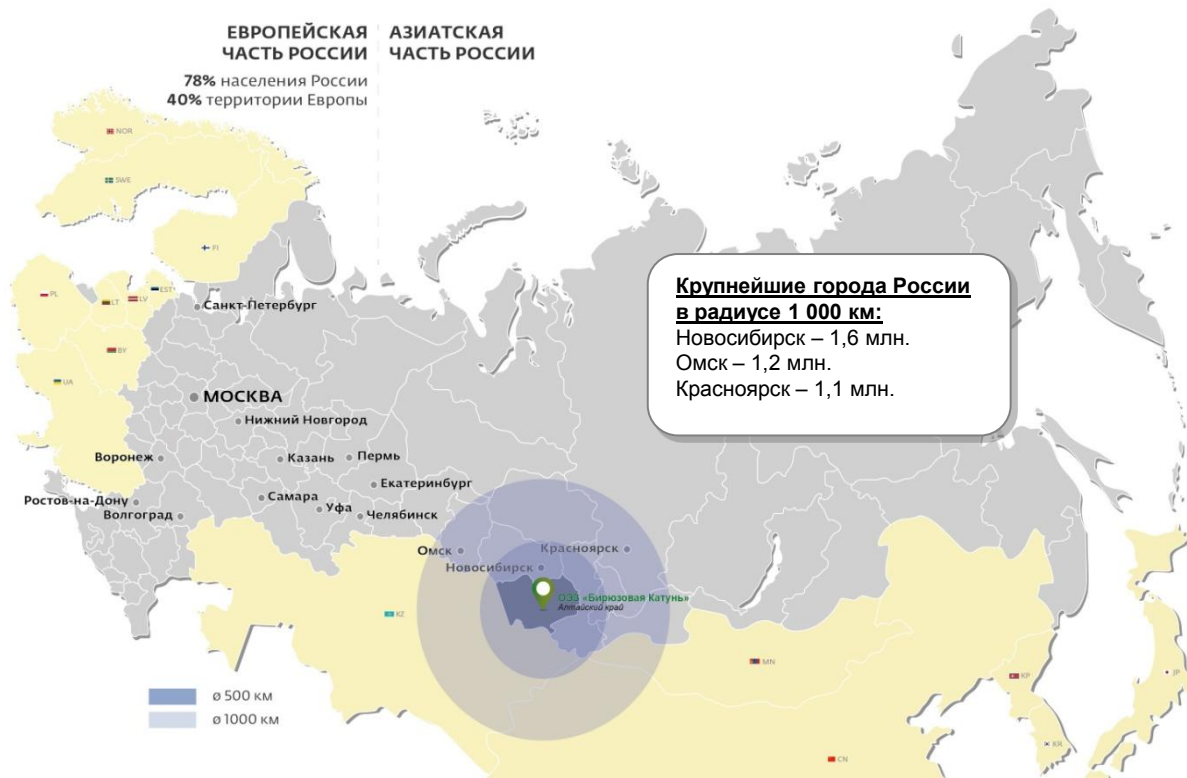 ЕВРОПЕЙСКАЯ
ЧАСТЬ РОССИИ
78% населения России
40% территории Европы
АЗИАТСКАЯ
ЧАСТЬ РОССИИ
NOR
SWE
FI
EST
LV
LT
PL
BY
UA
Санкт-Петербург
МОСКВА
Нижний Новгород
Воронеж
Казань
Пермь
Екатеринбург
Ростов-на-Дону
Волгоград
Самара
Уфа
Челябинск
Омск
Красноярск
Новосибирск
ОЭЗ «Бирюзовая Катунь»
Алтайский край
Крупнейшие города России
в радиусе 1 000 км:
Новосибирск – 1,6 млн.
Омск – 1,2 млн.
Красноярск – 1,1 млн.
KZ
MN
KP
JP
KR
CN
ø 500 км
ø 1000 км